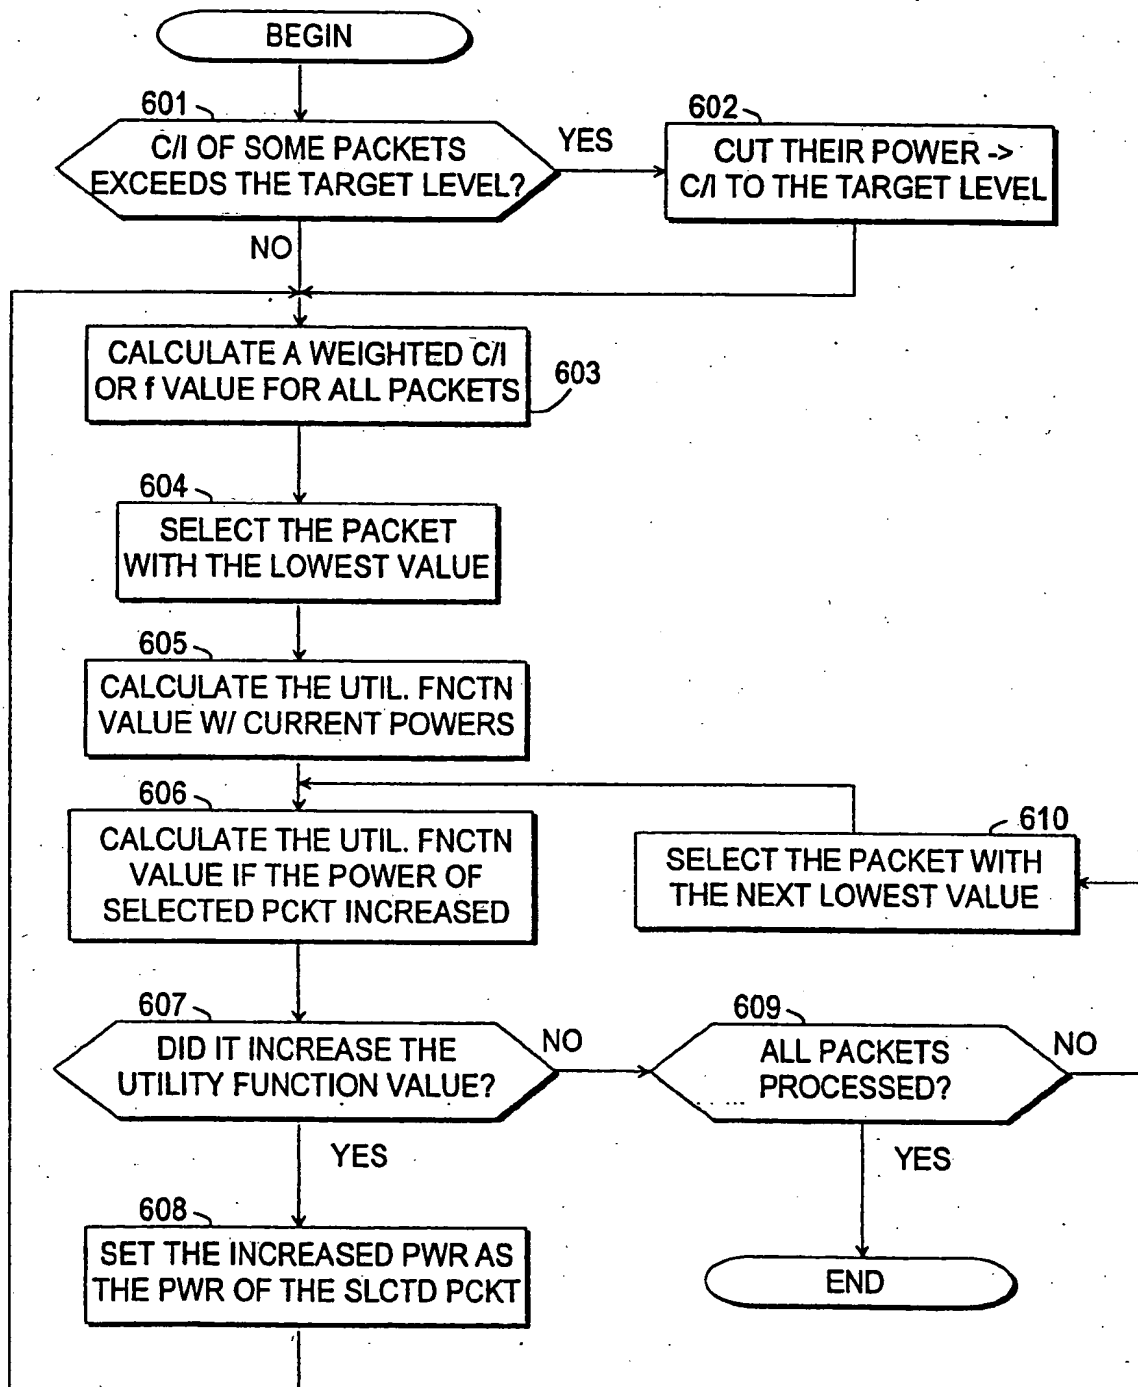 BEGIN
601
C/I OF SOME PACKETS
EXCEEDS THE TARGET LEVEL?
YES
602
CUT THEIR POWER ->
C/I TO THE TARGET LEVEL
NO
CALCULATE A WEIGHTED C/I
OR f VALUE FOR ALL PACKETS
603
604
SELECT THE PACKET
WITH THE LOWEST VALUE
605
CALCULATE THE UTIL. FNCTN
VALUE W/ CURRENT POWERS
606
CALCULATE THE UTIL. FNCTN
VALUE IF THE POWER OF
SELECTED PCKT INCREASED
610
SELECT THE PACKET WITH
THE NEXT LOWEST VALUE
607
DID IT INCREASE THE
UTILITY FUNCTION VALUE?
NO
609
ALL PACKETS
PROCESSED?
NO
YES
YES
608
SET THE INCREASED PWR AS
THE PWR OF THE SLCTD PCKT
END